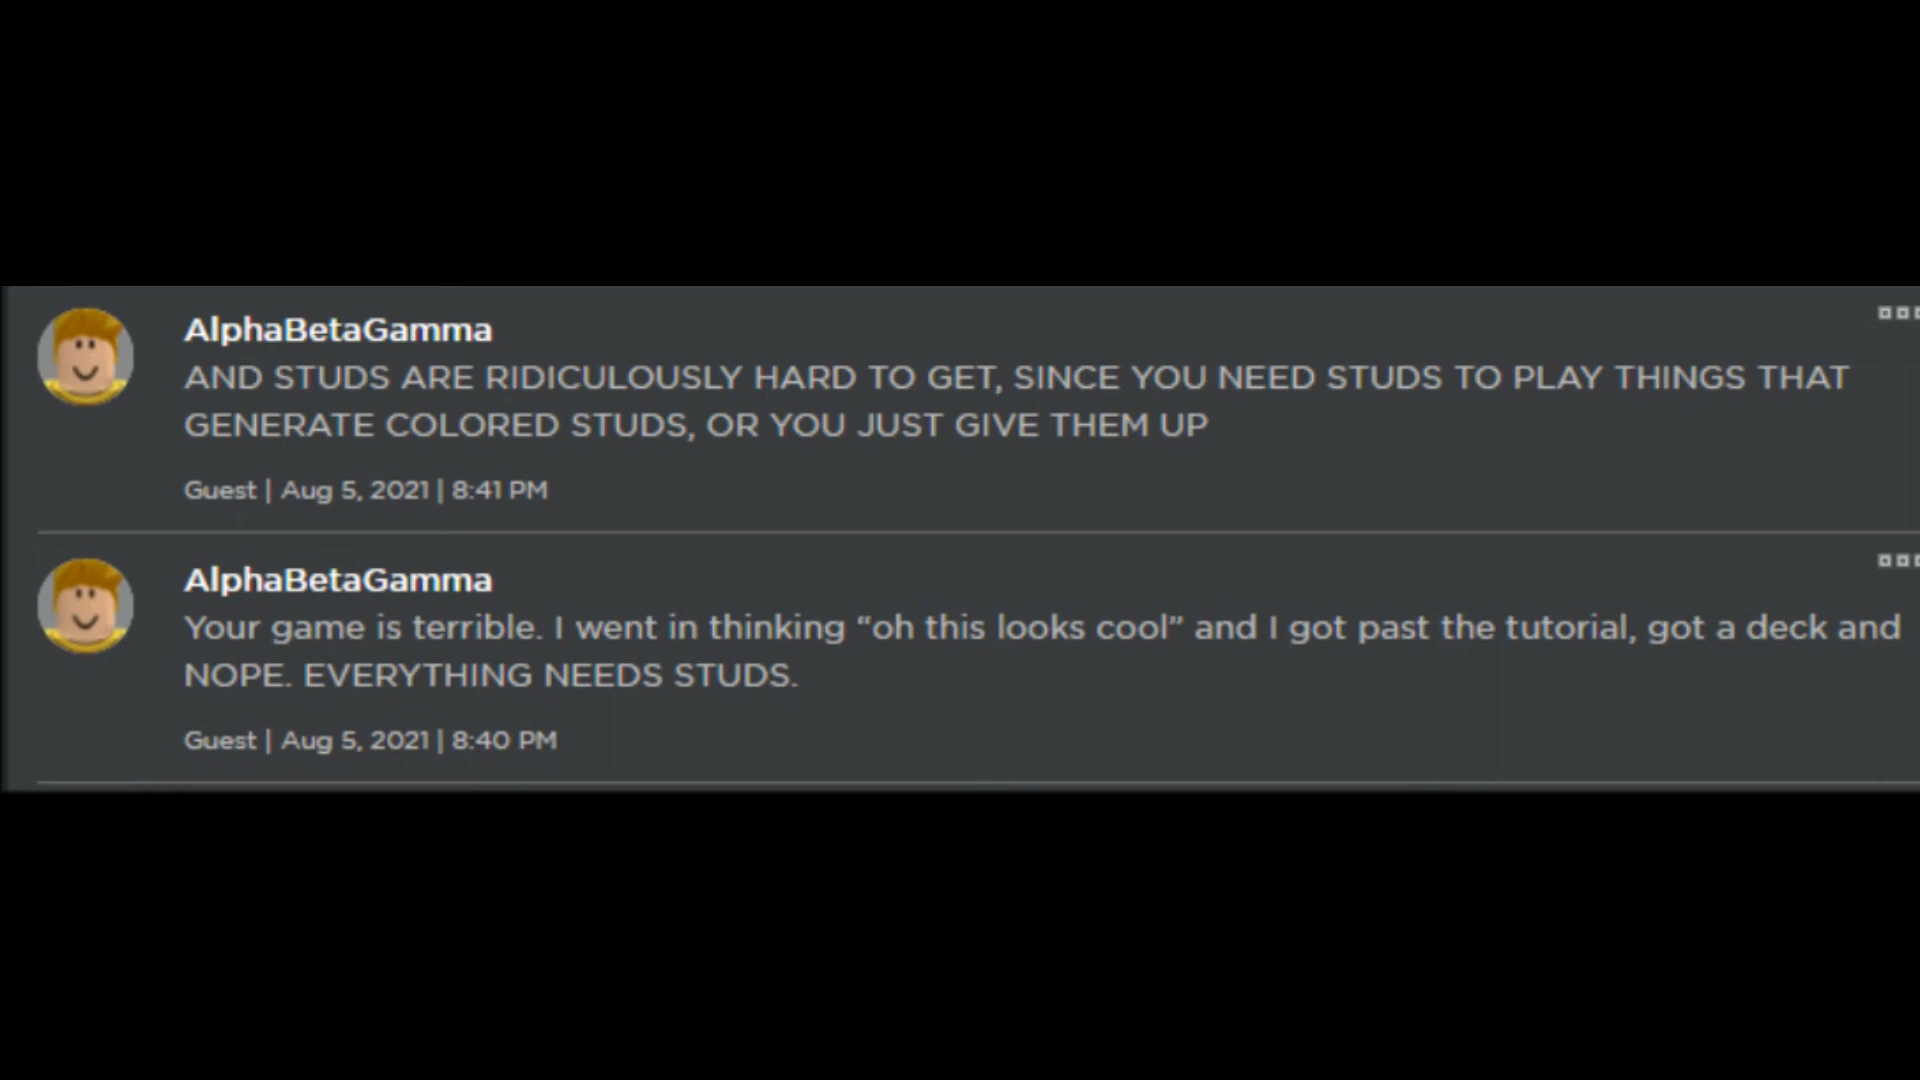 AlphaBetaGamma
AND STUDS ARE RIDICULOUSLY HARD TO GET, SINCE YOU NEED STUDS TO PLAY THINGS THAT
GENERATE COLORED STUDS, OR YOU JUST GIVE THEM UP
Guest | Aug 5, 2021 | 8:41 PM
AlphaBetaGamma
Your game is terrible. I went in thinking “oh this looks cool” and I got past the tutorial, got a deck and
NOPE. EVERYTHING NEEDS STUDS.
Guest | Aug 5, 2021 | 8:40 PM